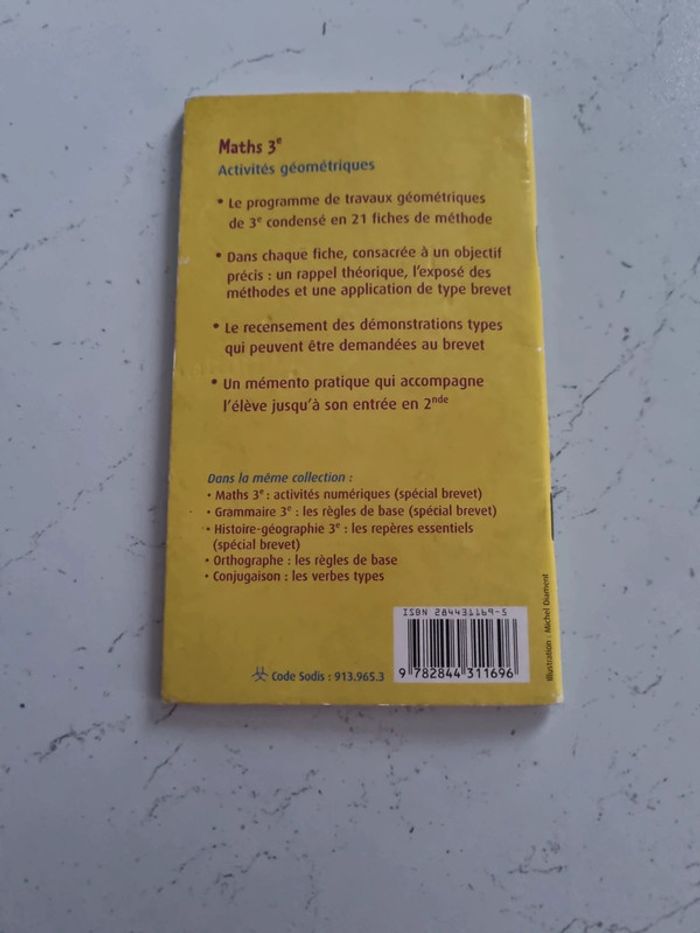 Maths 3e
Activités géométriques
• Le programme de travaux géométriques
de 3e condensé en 21 fiches de méthode
• Dans chaque fiche, consacrée à un objectif
précis : un rappel théorique, l'exposé des
méthodes et une application de type brevet
• Le recensement des démonstrations types
qui peuvent être demandées au brevet
• Un mémento pratique qui accompagne
l'élève jusqu'à son entrée en 2nde
Dans la même collection :
• Maths 3e : activités numériques (spécial brevet)
• Grammaire 3e : les règles de base (spécial brevet)
• Histoire-géographie 3e : les repères essentiels
(spécial brevet)
• Orthographe : les règles de base
• Conjugaison : les verbes types
ISBN 284431169-5
9 782844 311696
Code Sodis : 913.965.3
Illustration : Michel Diament